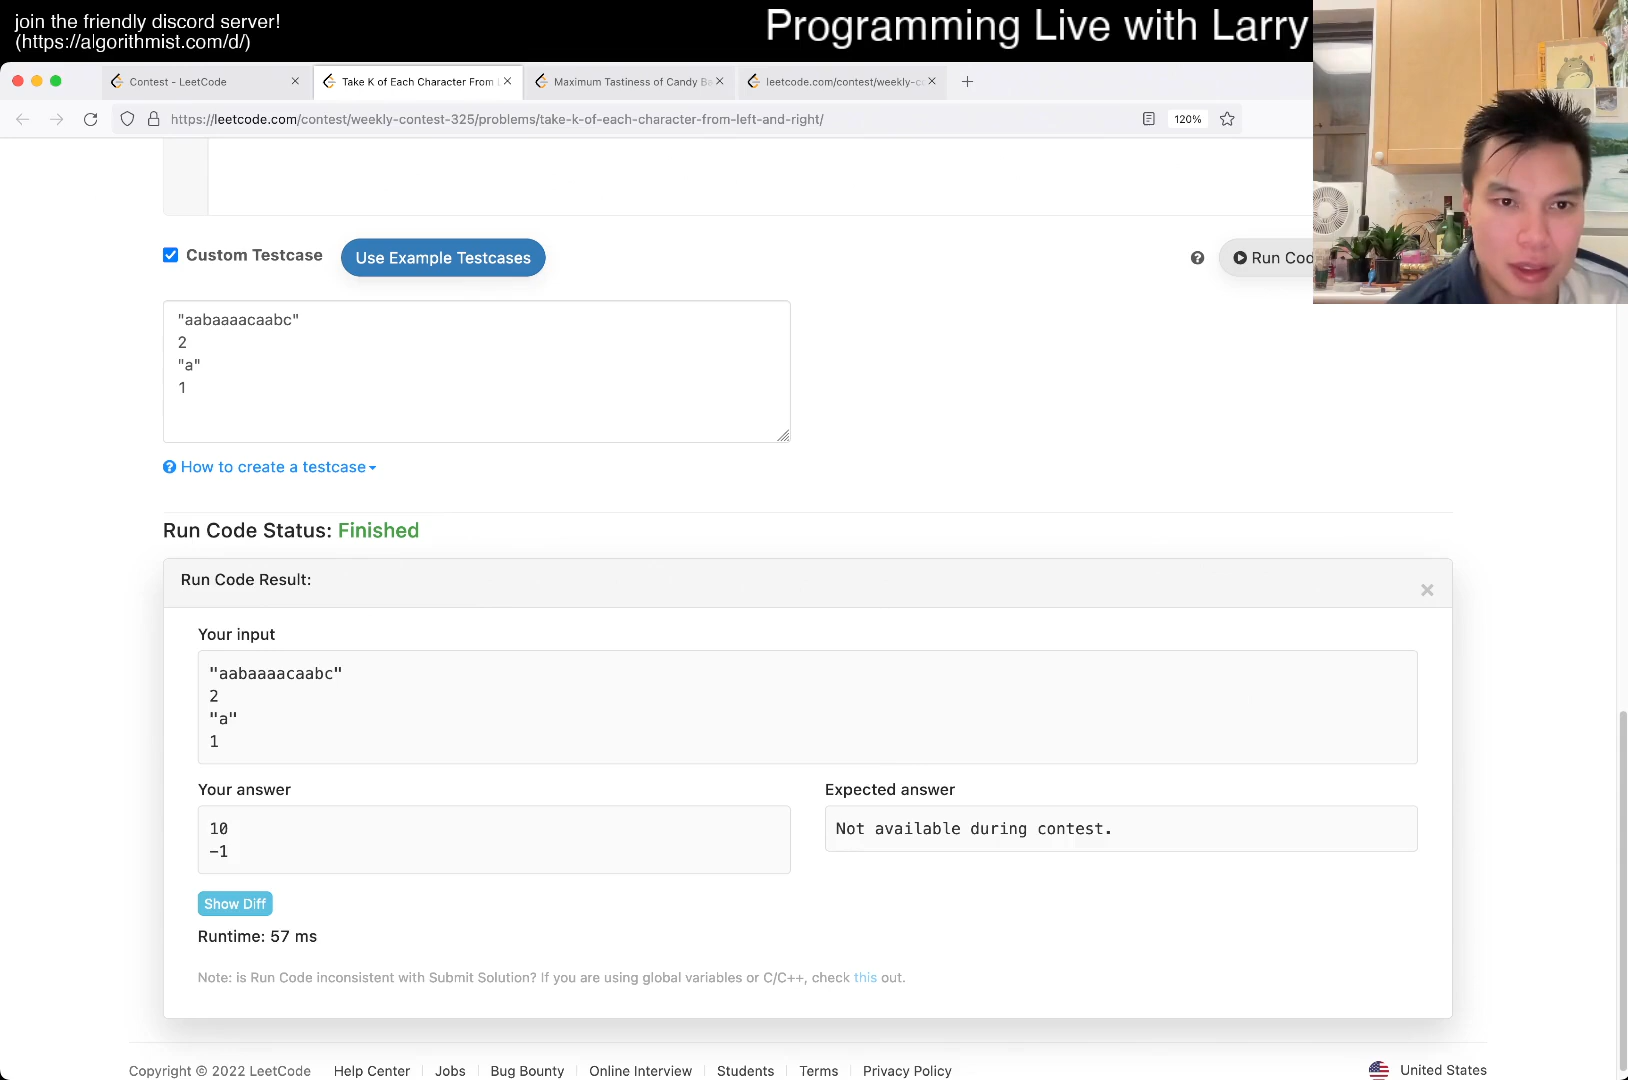 join the friendly discord server!
(https://algorithmist.com/d/)
Programming Live with Larry
Contest - LeetCode
Take K of Each Character From
Maximum Tastiness of Candy Ba
leetcode.com/contest/weekly-c
https://leetcode.com/contest/weekly-contest-325/problems/take-k-of-each-character-from-left-and-right/
120%
Custom Testcase
Use Example Testcases
Run Cod
"aabaaaacaabc"
2
"a"
1
How to create a testcase
Run Code Status: Finished
Run Code Result:
Your input
"aabaaaacaabc"
2
"a"
1
Your answer
Expected answer
10
-1
Not available during contest.
Show Diff
Runtime: 57 ms
Note: is Run Code inconsistent with Submit Solution? If you are using global variables or C/C++, check this out.
Copyright © 2022 LeetCode
Help Center
Jobs
Bug Bounty
Online Interview
Students
Terms
Privacy Policy
United States